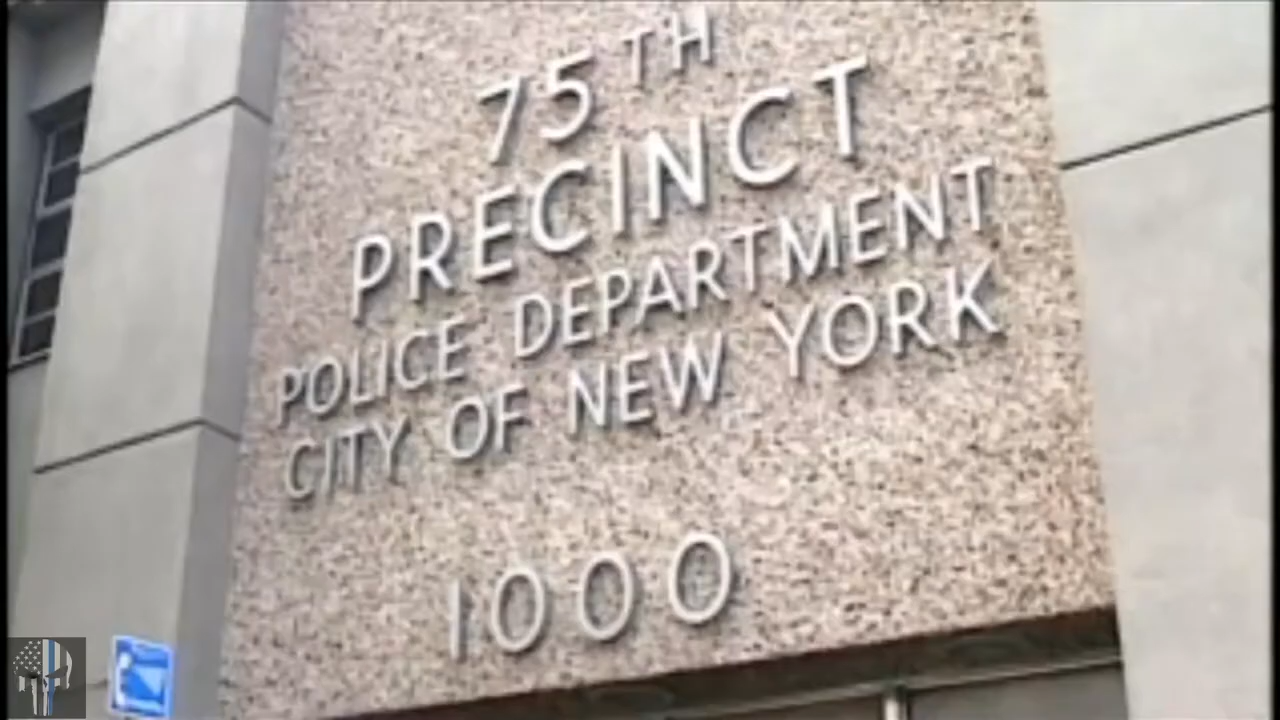 75TH
PRECINCT
POLICE DEPARTMENT
CITY OF NEW YORK
1000